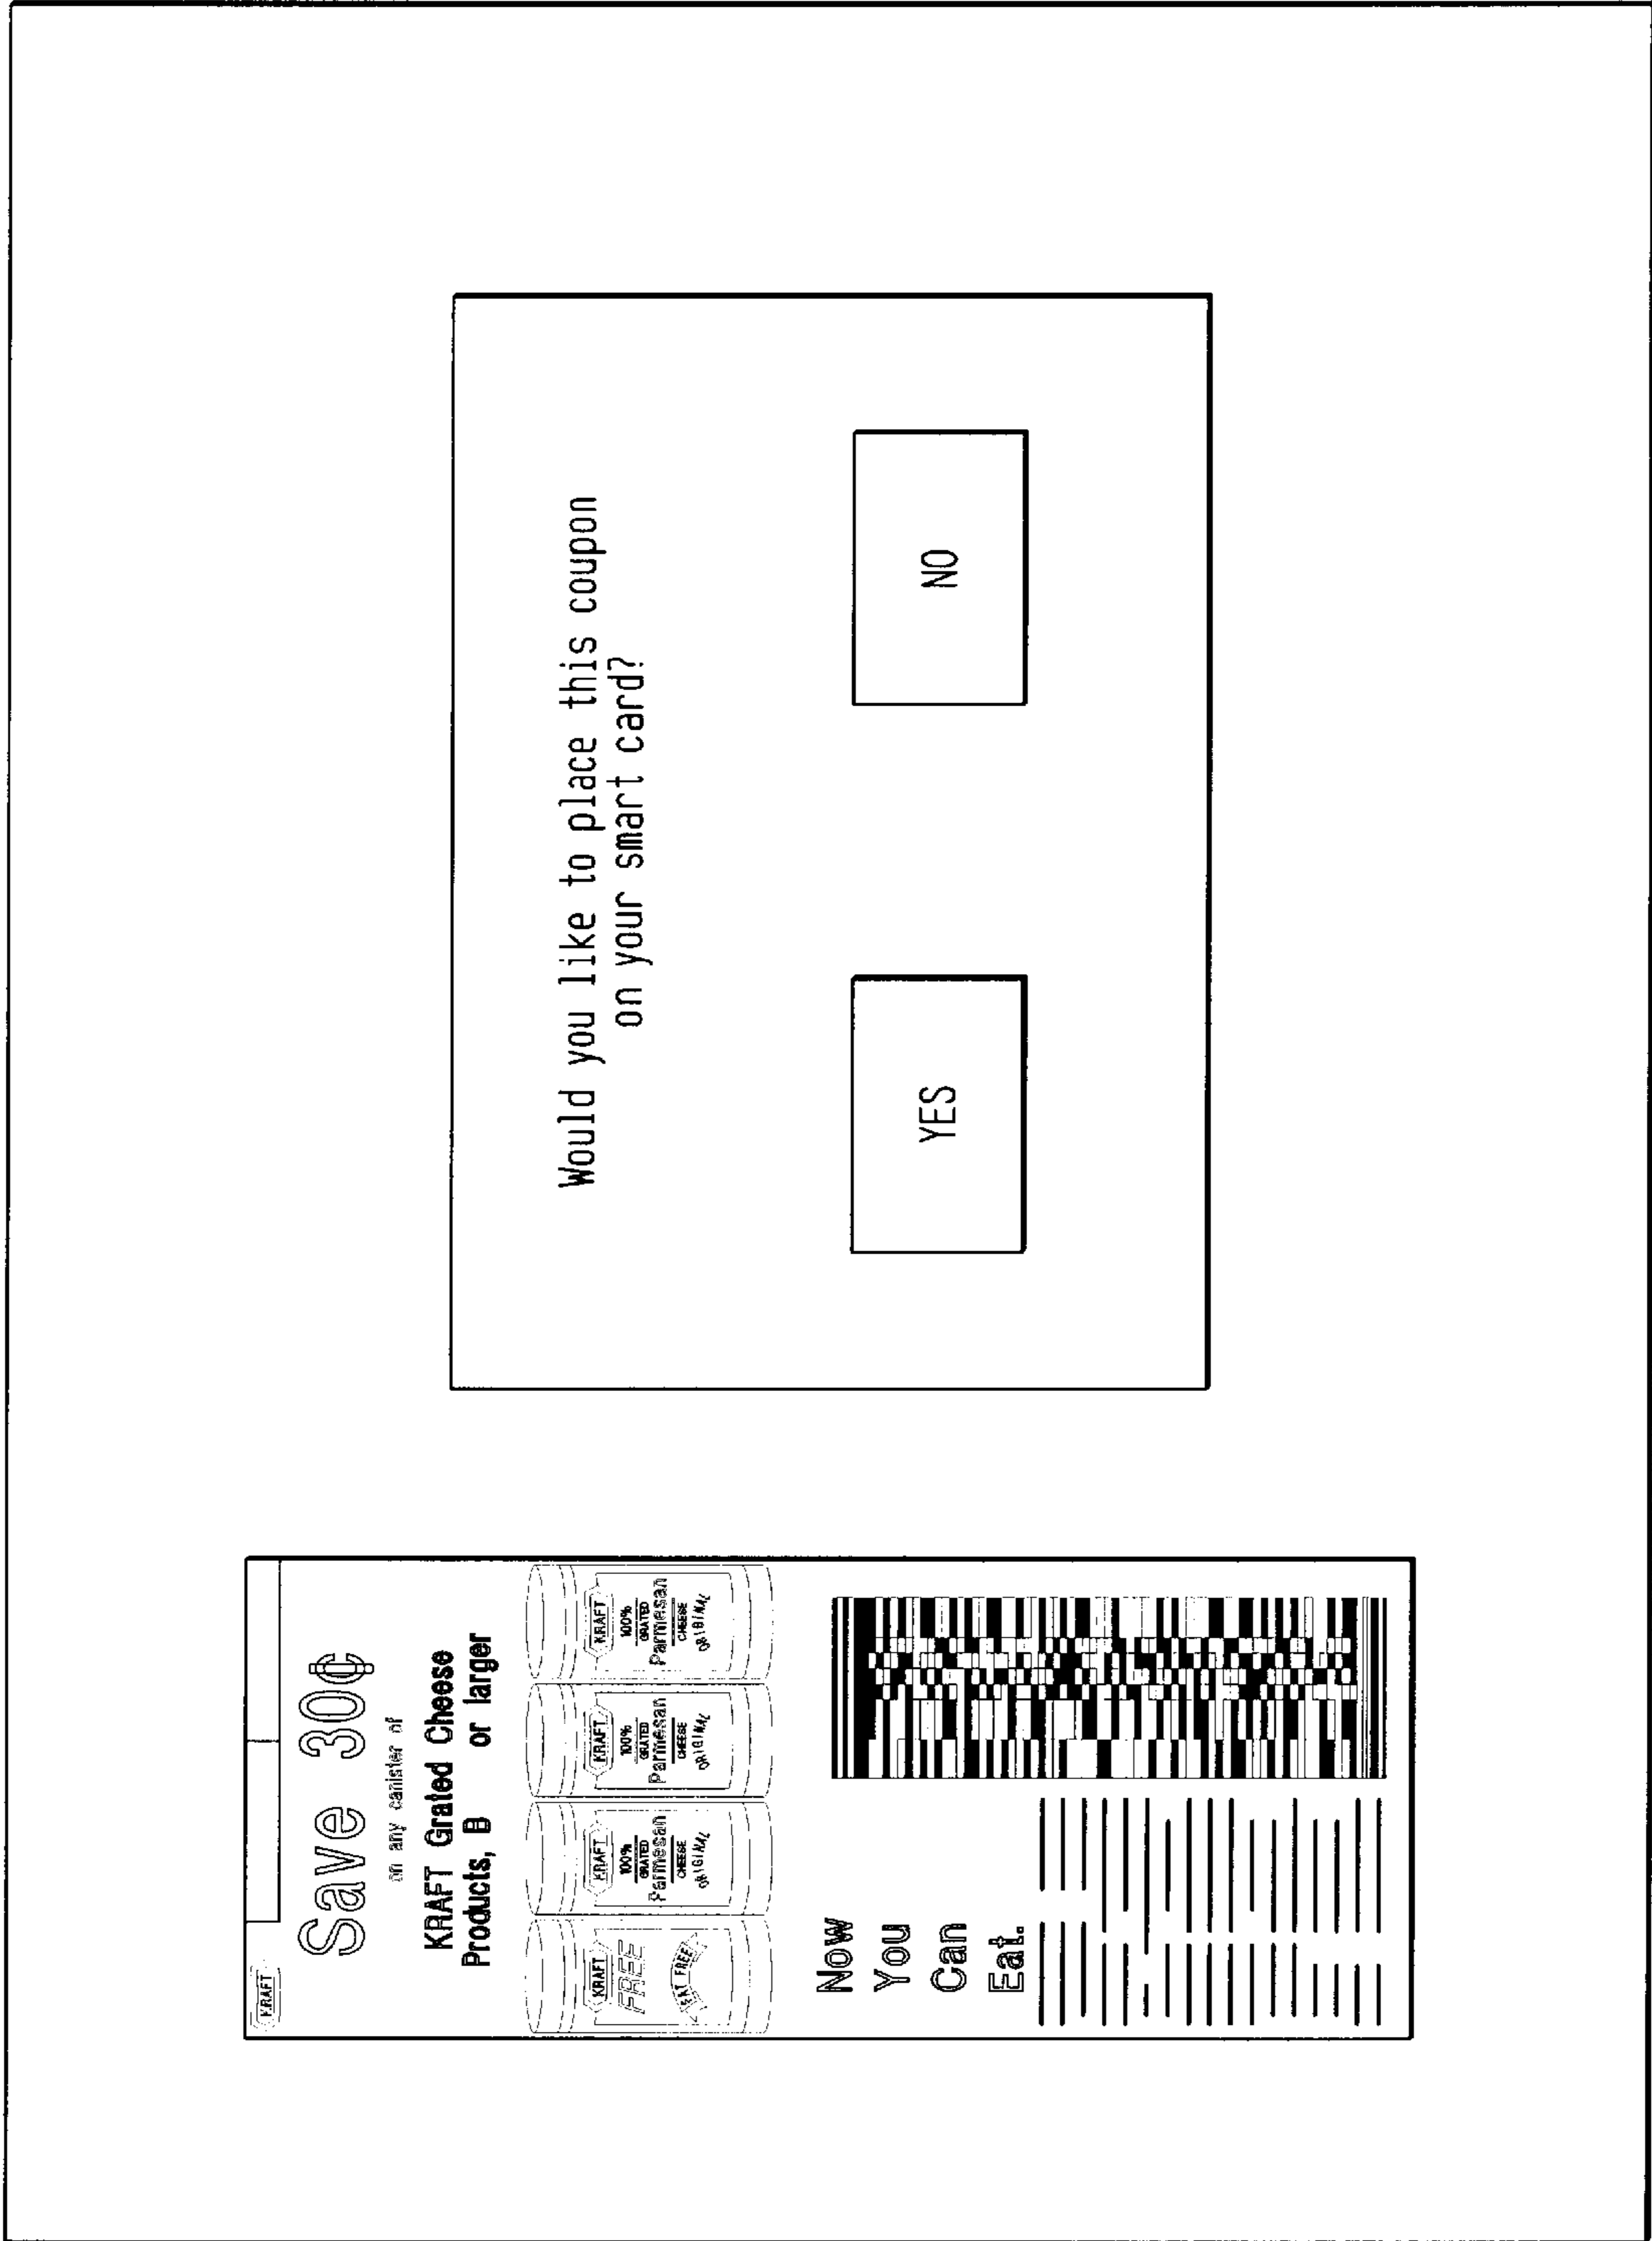 KRAFT
Save 30¢
on any canister of
KRAFT Grated Cheese
Products, B or larger
KRAFT
FREE
FAT FREE
KRAFT
100%
GRATED
Parmesan
CHEESE
ORIGINAL
KRAFT
100%
GRATED
Parmesan
CHEESE
ORIGINAL
KRAFT
100%
GRATED
Parmesan
CHEESE
ORIGINAL
Now
You
Can
Eat.
Would you like to place this coupon
on your smart card?
YES
NO